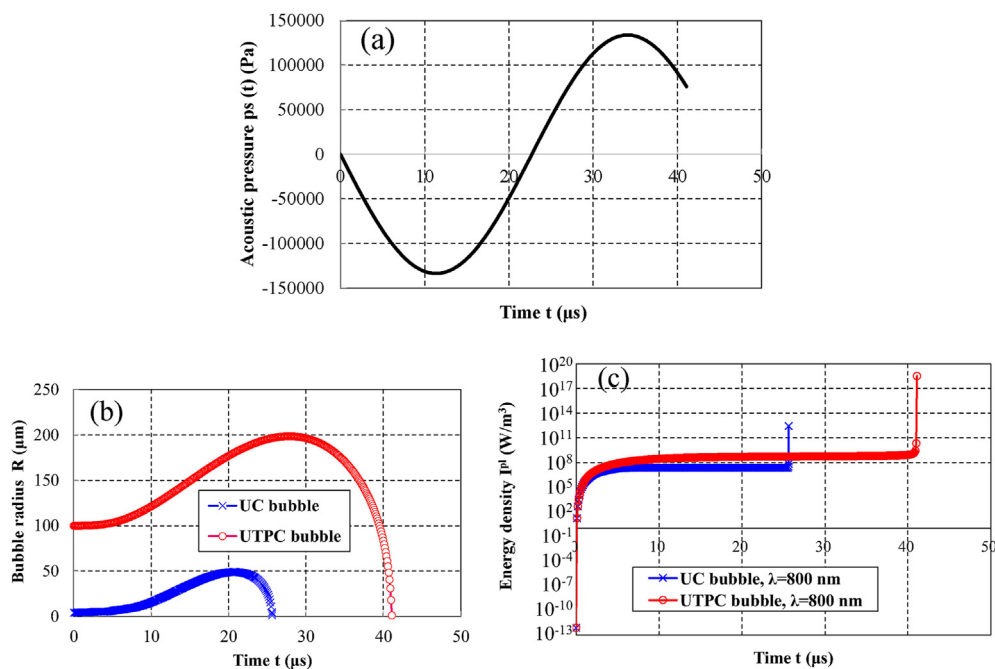 (a)
Acoustic pressure ps (t) (Pa)
150000
100000
50000
0
-50000
-100000
-150000
0 10 20 30 40 50
Time t (μs)
(b)
Bubble radius R (μm)
250
200
150
100
50
0
UC bubble
UTPC bubble
0 10 20 30 40 50
Time t (μs)
(c)
Energy density I^pl (W/m³)
10^20
10^17
10^14
10^11
10^8
10^5
10^2
10^-1
10^-4
10^-7
10^-10
10^-13
0 10 20 30 40 50
UC bubble, λ=800 nm
UTPC bubble, λ=800 nm
Time t (μs)